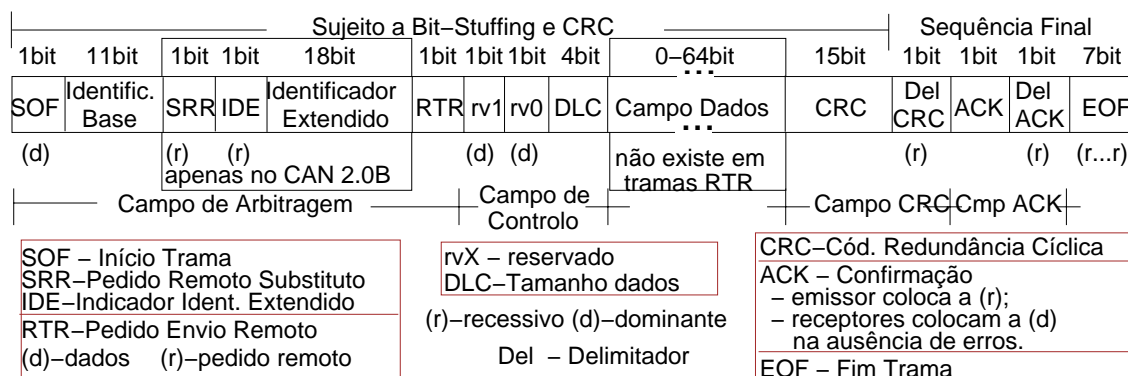 Sujeito a Bit−Stuffing e CRC
Sequência Final
1bit 11bit 1bit 1bit 18bit 1bit 1bit 1bit 4bit 0−64bit 15bit 1bit 1bit 1bit 7bit
SOF Identific. Base SRR IDE Identificador Extendido RTR rv1 rv0 DLC Campo Dados CRC Del CRC ACK Del ACK EOF
(d) (r) (r) (d) (d) (r) (r) (r...r)
apenas no CAN 2.0B
não existe em
tramas RTR
Campo de Arbitragem
Campo de
Controlo
Campo CRC
Cmp ACK
SOF − Início Trama
SRR−Pedido Remoto Substituto
IDE−Indicador Ident. Extendido
RTR−Pedido Envio Remoto
(d)−dados (r)−pedido remoto
rvX − reservado
DLC−Tamanho dados
(r)−recessivo (d)−dominante
Del − Delimitador
CRC−Cód. Redundância Cíclica
ACK − Confirmação
− emissor coloca a (r);
− receptores colocam a (d)
na ausência de erros.
EOF − Fim Trama